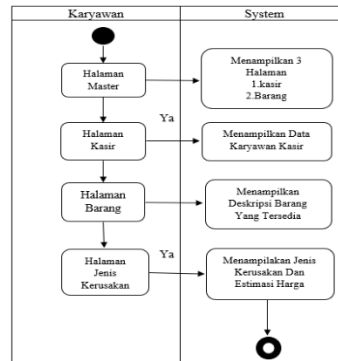 Karyawan
System
Halaman
Master
Menampilkan 3
Halaman
1.kasir
2.Barang
Ya
Halaman
Kasir
Menampilkan Data
Karyawan Kasir
Halaman
Barang
Menampilkan
Deskripsi Barang
Yang Tersedia
Ya
Halaman
Jenis
Kerusakan
Menampilakan Jenis
Kerusakan Dan
Estimasi Harga